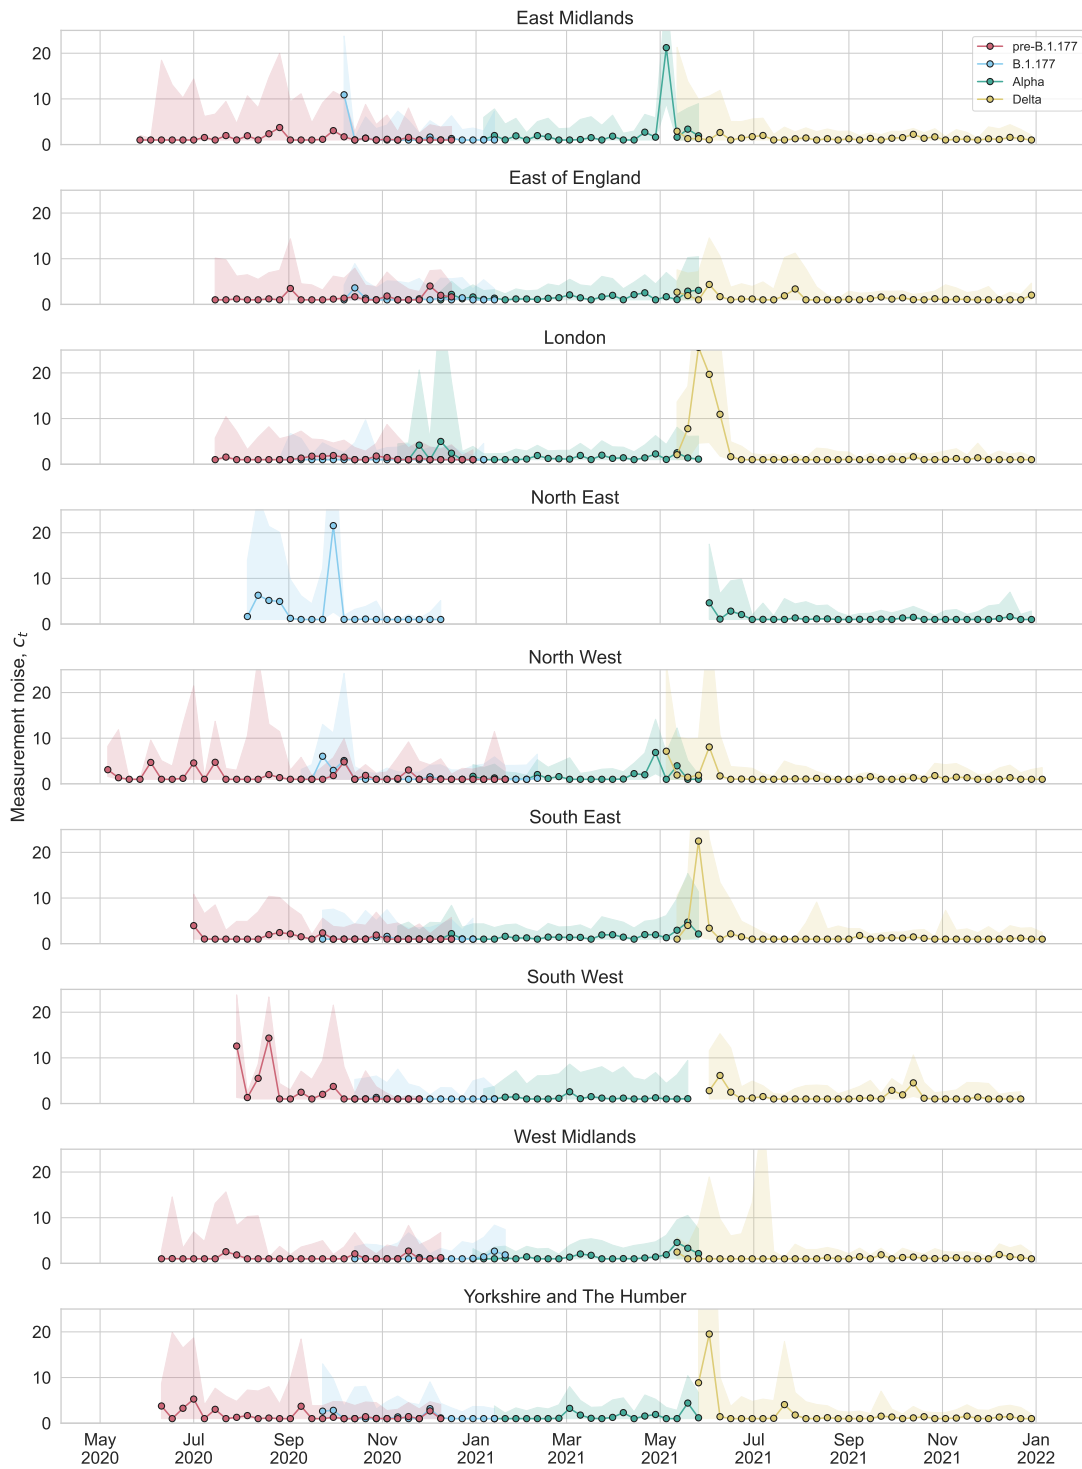 East Midlands
20
10
0
pre-B.1.177
B.1.177
Alpha
Delta
East of England
20
10
0
London
20
10
0
North East
20
10
0
Measurement noise, c_t
North West
20
10
0
South East
20
10
0
South West
20
10
0
West Midlands
20
10
0
Yorkshire and The Humber
20
10
0
May Jul Sep Nov Jan Mar May Jul Sep Nov Jan
2020 2020 2020 2020 2021 2021 2021 2021 2021 2021 2022